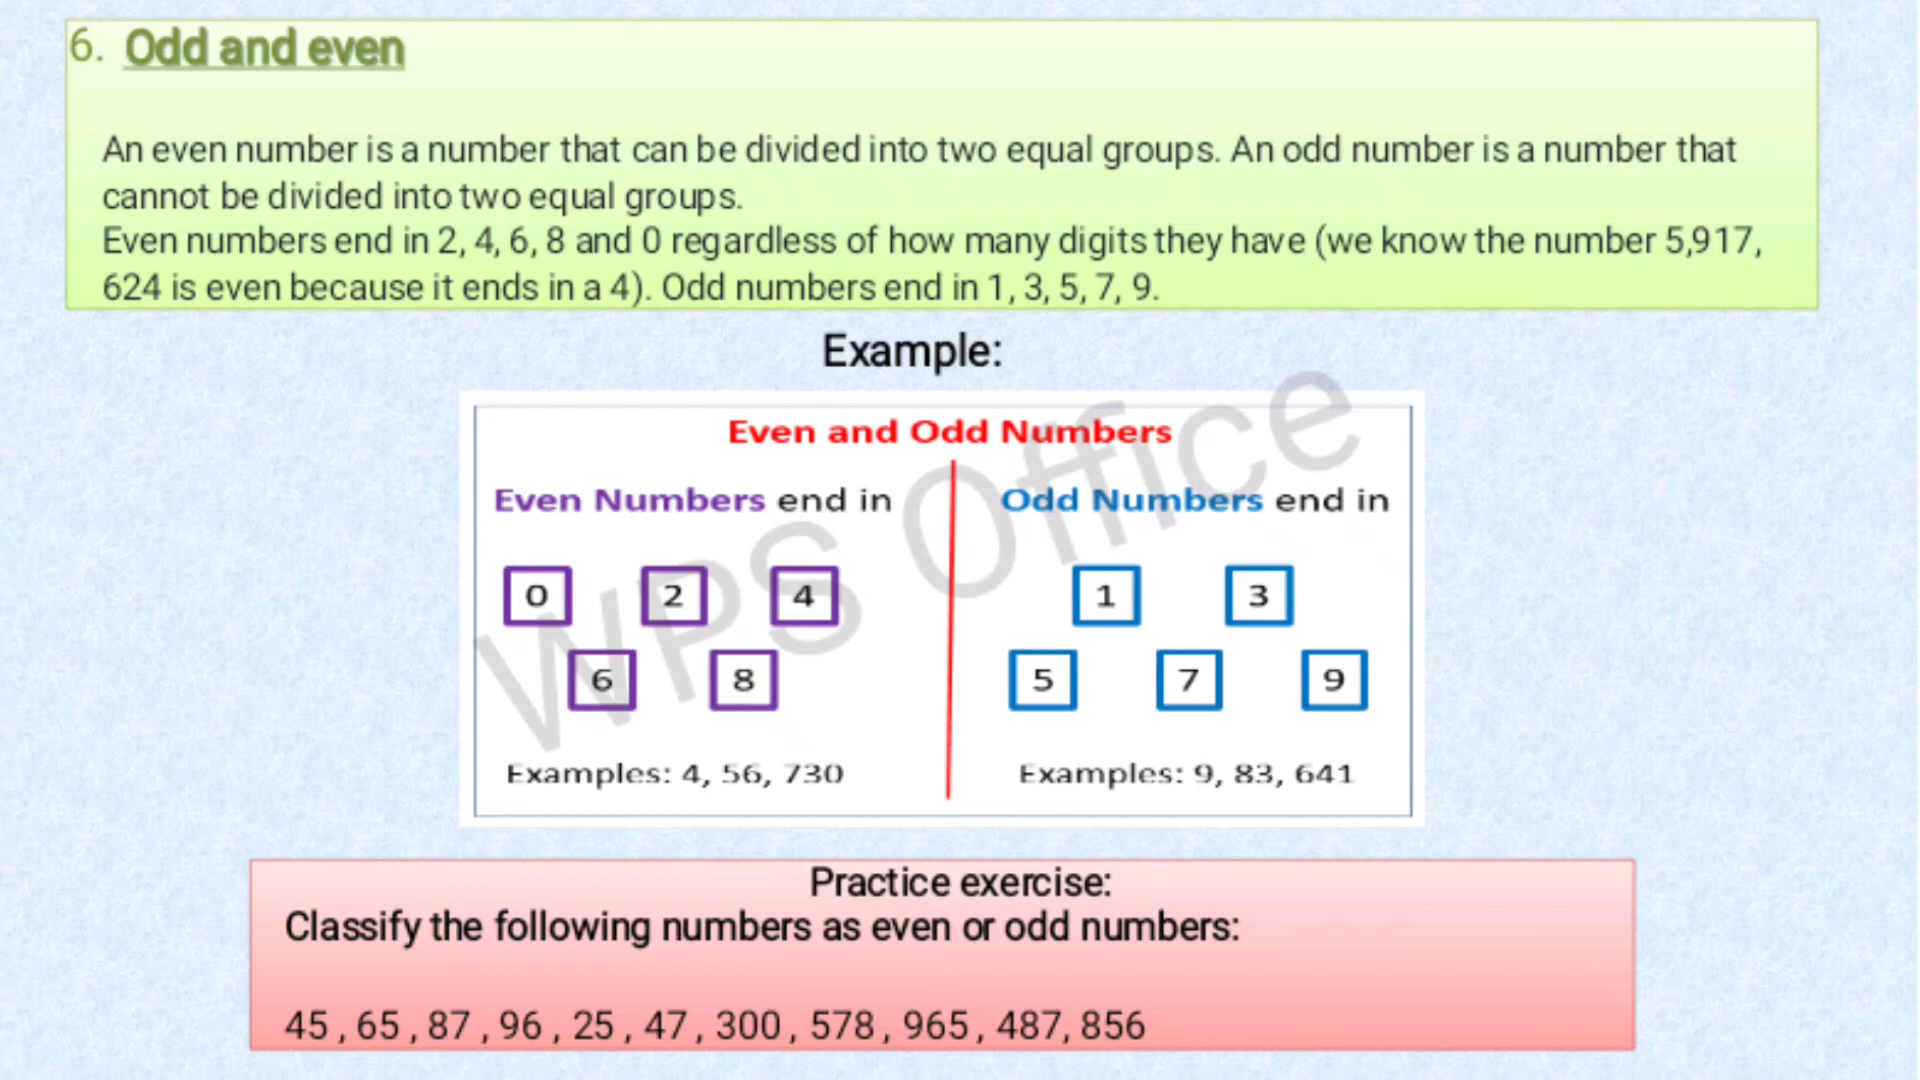 6. Odd and even
An even number is a number that can be divided into two equal groups. An odd number is a number that
cannot be divided into two equal groups.
Even numbers end in 2, 4, 6, 8 and 0 regardless of how many digits they have (we know the number 5,917,
624 is even because it ends in a 4). Odd numbers end in 1, 3, 5, 7, 9.
Example:
Even and Odd Numbers
Even Numbers end in
0 2 4
6 8
Examples: 4, 56, 730
Odd Numbers end in
1 3
5 7 9
Examples: 9, 83, 641
WPS Office
Practice exercise:
Classify the following numbers as even or odd numbers:
45 , 65 , 87 , 96 , 25 , 47 , 300 , 578 , 965 , 487, 856